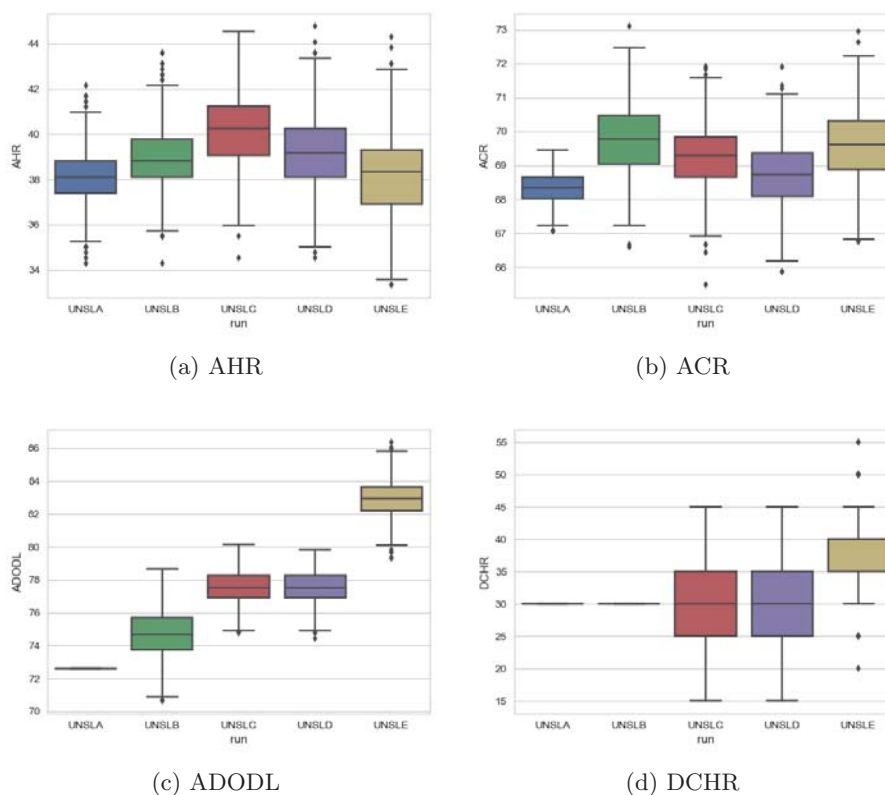 44
42
40
38
36
34
AHR
UNSLA UNSLB UNSLC UNSLD UNSLE
run
(a) AHR
73
72
71
70
69
68
67
66
ACR
UNSLA UNSLB UNSLC UNSLD UNSLE
run
(b) ACR
86
84
82
80
78
76
74
72
70
ADODL
UNSLA UNSLB UNSLC UNSLD UNSLE
run
(c) ADODL
55
50
45
40
35
30
25
20
15
DCHR
UNSLA UNSLB UNSLC UNSLD UNSLE
run
(d) DCHR